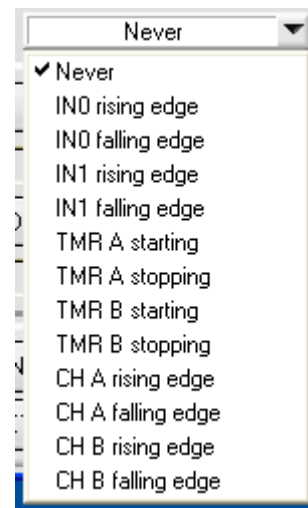 Never
Never
IN0 rising edge
IN0 falling edge
IN1 rising edge
IN1 falling edge
TMR A starting
TMR A stopping
TMR B starting
TMR B stopping
CH A rising edge
CH A falling edge
CH B rising edge
CH B falling edge